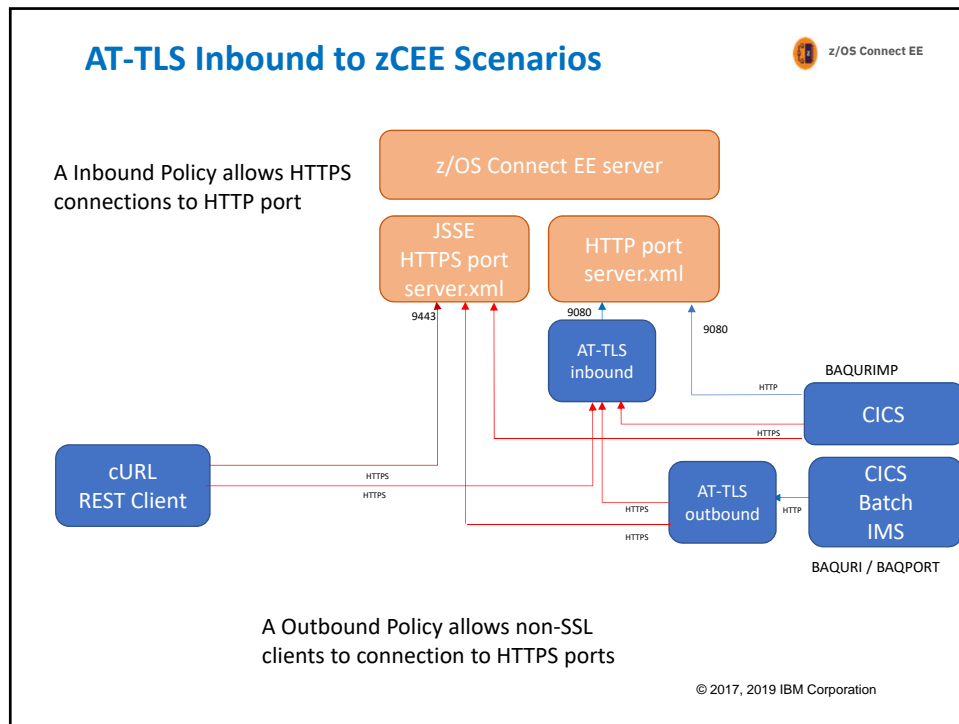 AT-TLS Inbound to zCEE Scenarios
z/OS Connect EE
A Inbound Policy allows HTTPS
connections to HTTP port
z/OS Connect EE server
JSSE
HTTPS port
server.xml
HTTP port
server.xml
9443
9080
9080
AT-TLS
inbound
BAQURIMP
HTTP
CICS
HTTPS
cURL
REST Client
HTTPS
HTTPS
AT-TLS
outbound
HTTPS
HTTPS
HTTP
CICS
Batch
IMS
BAQURI / BAQPORT
A Outbound Policy allows non-SSL
clients to connection to HTTPS ports
© 2017, 2019 IBM Corporation